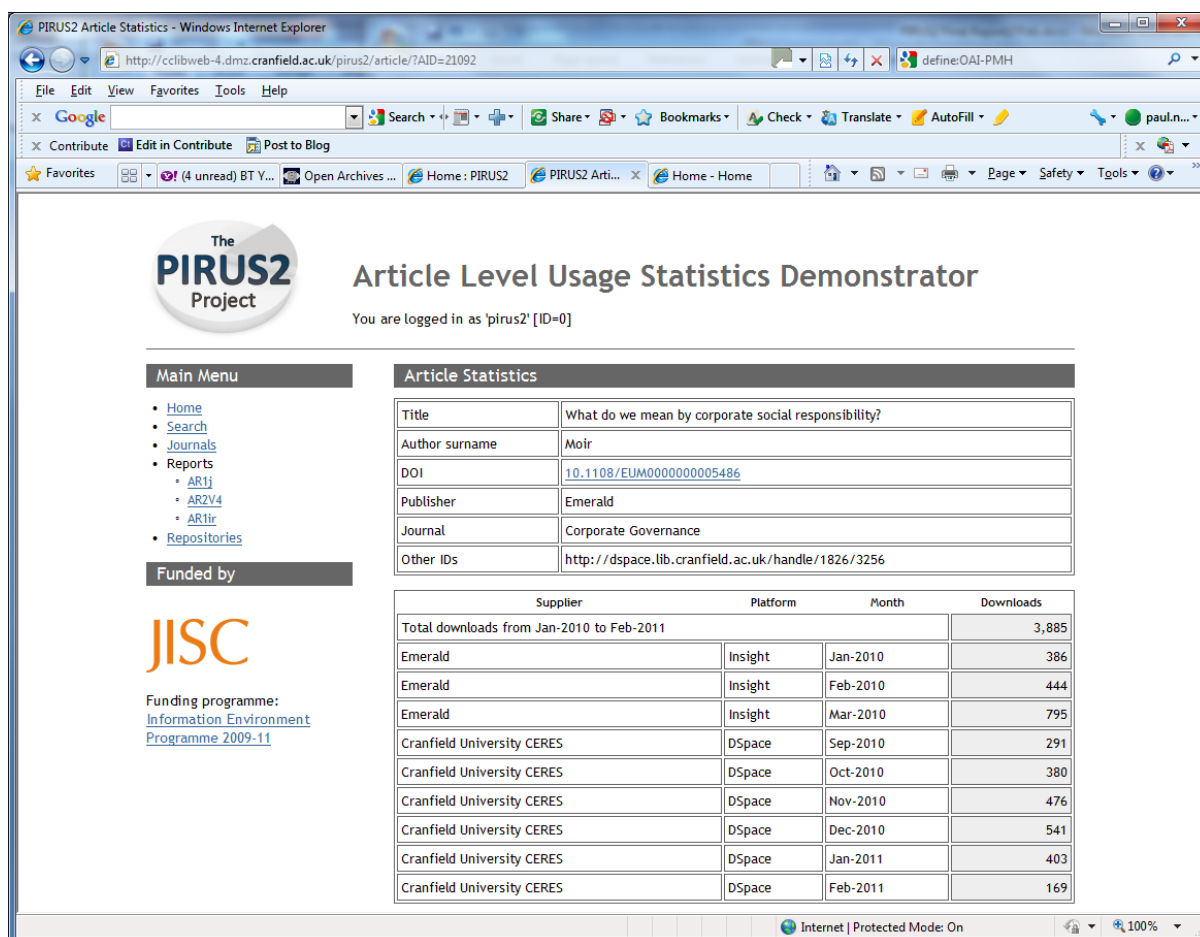 PIRUS2 Article Statistics - Windows Internet Explorer
http://cclibweb-4.dmz.cranfield.ac.uk/pirus2/article/?AID=21092 define:OAI-PMH
File Edit View Favorites Tools Help
x Google Search Share Bookmarks Check Translate AutoFill paul.n...
x Contribute Ct Edit in Contribute Post to Blog x
Favorites (4 unread) BT Y... Open Archives ... Home : PIRUS2 PIRUS2 Arti... X Home - Home Page Safety Tools
The
PIRUS2
Project
Article Level Usage Statistics Demonstrator
You are logged in as 'pirus2' [ID=0]
Main Menu
• Home
• Search
• Journals
• Reports
AR1j
AR2V4
AR1ir
• Repositories
Funded by
JISC
Funding programme:
Information Environment
Programme 2009-11
Article Statistics
Title What do we mean by corporate social responsibility?
Author surname Moir
DOI 10.1108/EUM0000000005486
Publisher Emerald
Journal Corporate Governance
Other IDs http://dspace.lib.cranfield.ac.uk/handle/1826/3256
Supplier Platform Month Downloads
Total downloads from Jan-2010 to Feb-2011 3,885
Emerald Insight Jan-2010 386
Emerald Insight Feb-2010 444
Emerald Insight Mar-2010 795
Cranfield University CERES DSpace Sep-2010 291
Cranfield University CERES DSpace Oct-2010 380
Cranfield University CERES DSpace Nov-2010 476
Cranfield University CERES DSpace Dec-2010 541
Cranfield University CERES DSpace Jan-2011 403
Cranfield University CERES DSpace Feb-2011 169
Internet | Protected Mode: On 100%